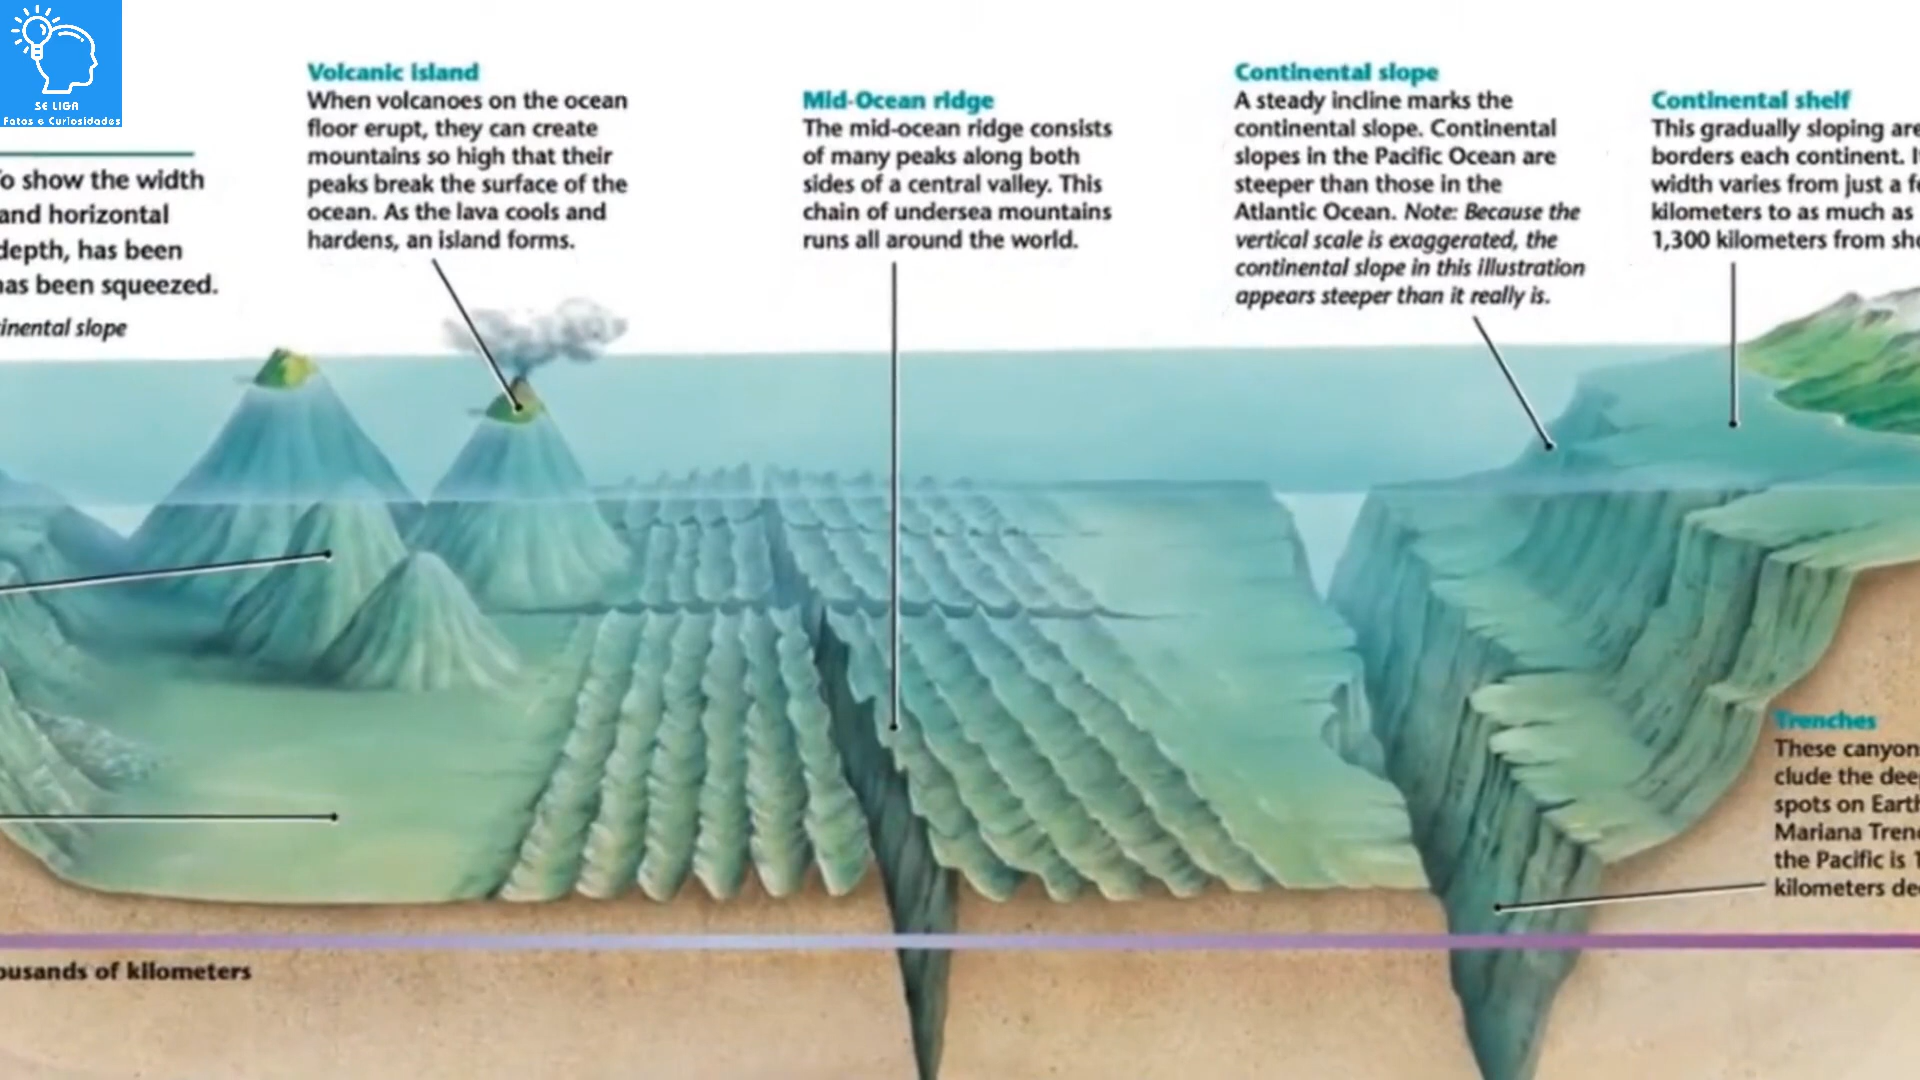 SE LIGA
Fatos e Curiosidades
To show the width
and horizontal
depth, has been
has been squeezed.
inental slope
Volcanic island
When volcanoes on the ocean
floor erupt, they can create
mountains so high that their
peaks break the surface of the
ocean. As the lava cools and
hardens, an island forms.
Mid-Ocean ridge
The mid-ocean ridge consists
of many peaks along both
sides of a central valley. This
chain of undersea mountains
runs all around the world.
Continental slope
A steady incline marks the
continental slope. Continental
slopes in the Pacific Ocean are
steeper than those in the
Atlantic Ocean. Note: Because the
vertical scale is exaggerated, the
continental slope in this illustration
appears steeper than it really is.
Continental shelf
This gradually sloping are
borders each continent. I
width varies from just a f
kilometers to as much as
1,300 kilometers from sho
Trenches
These canyon
clude the dee
spots on Earth
Mariana Tren
the Pacific is 1
kilometers de
ousands of kilometers